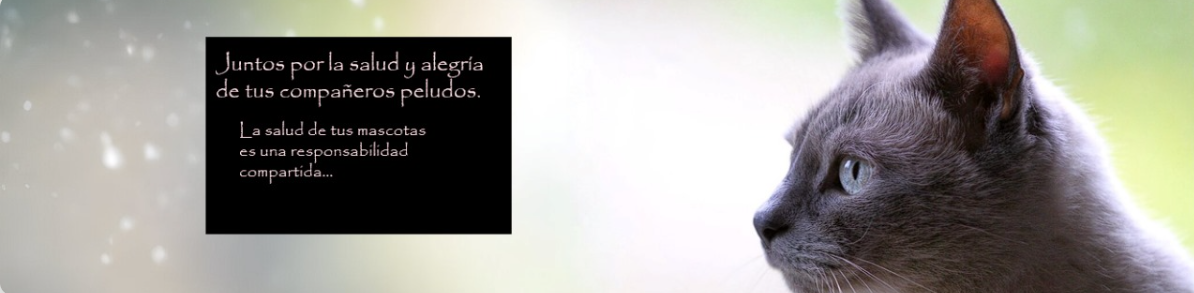 Juntos por la salud y alegría
de tus compañeros peludos.
La salud de tus mascotas
es una responsabilidad
compartida...